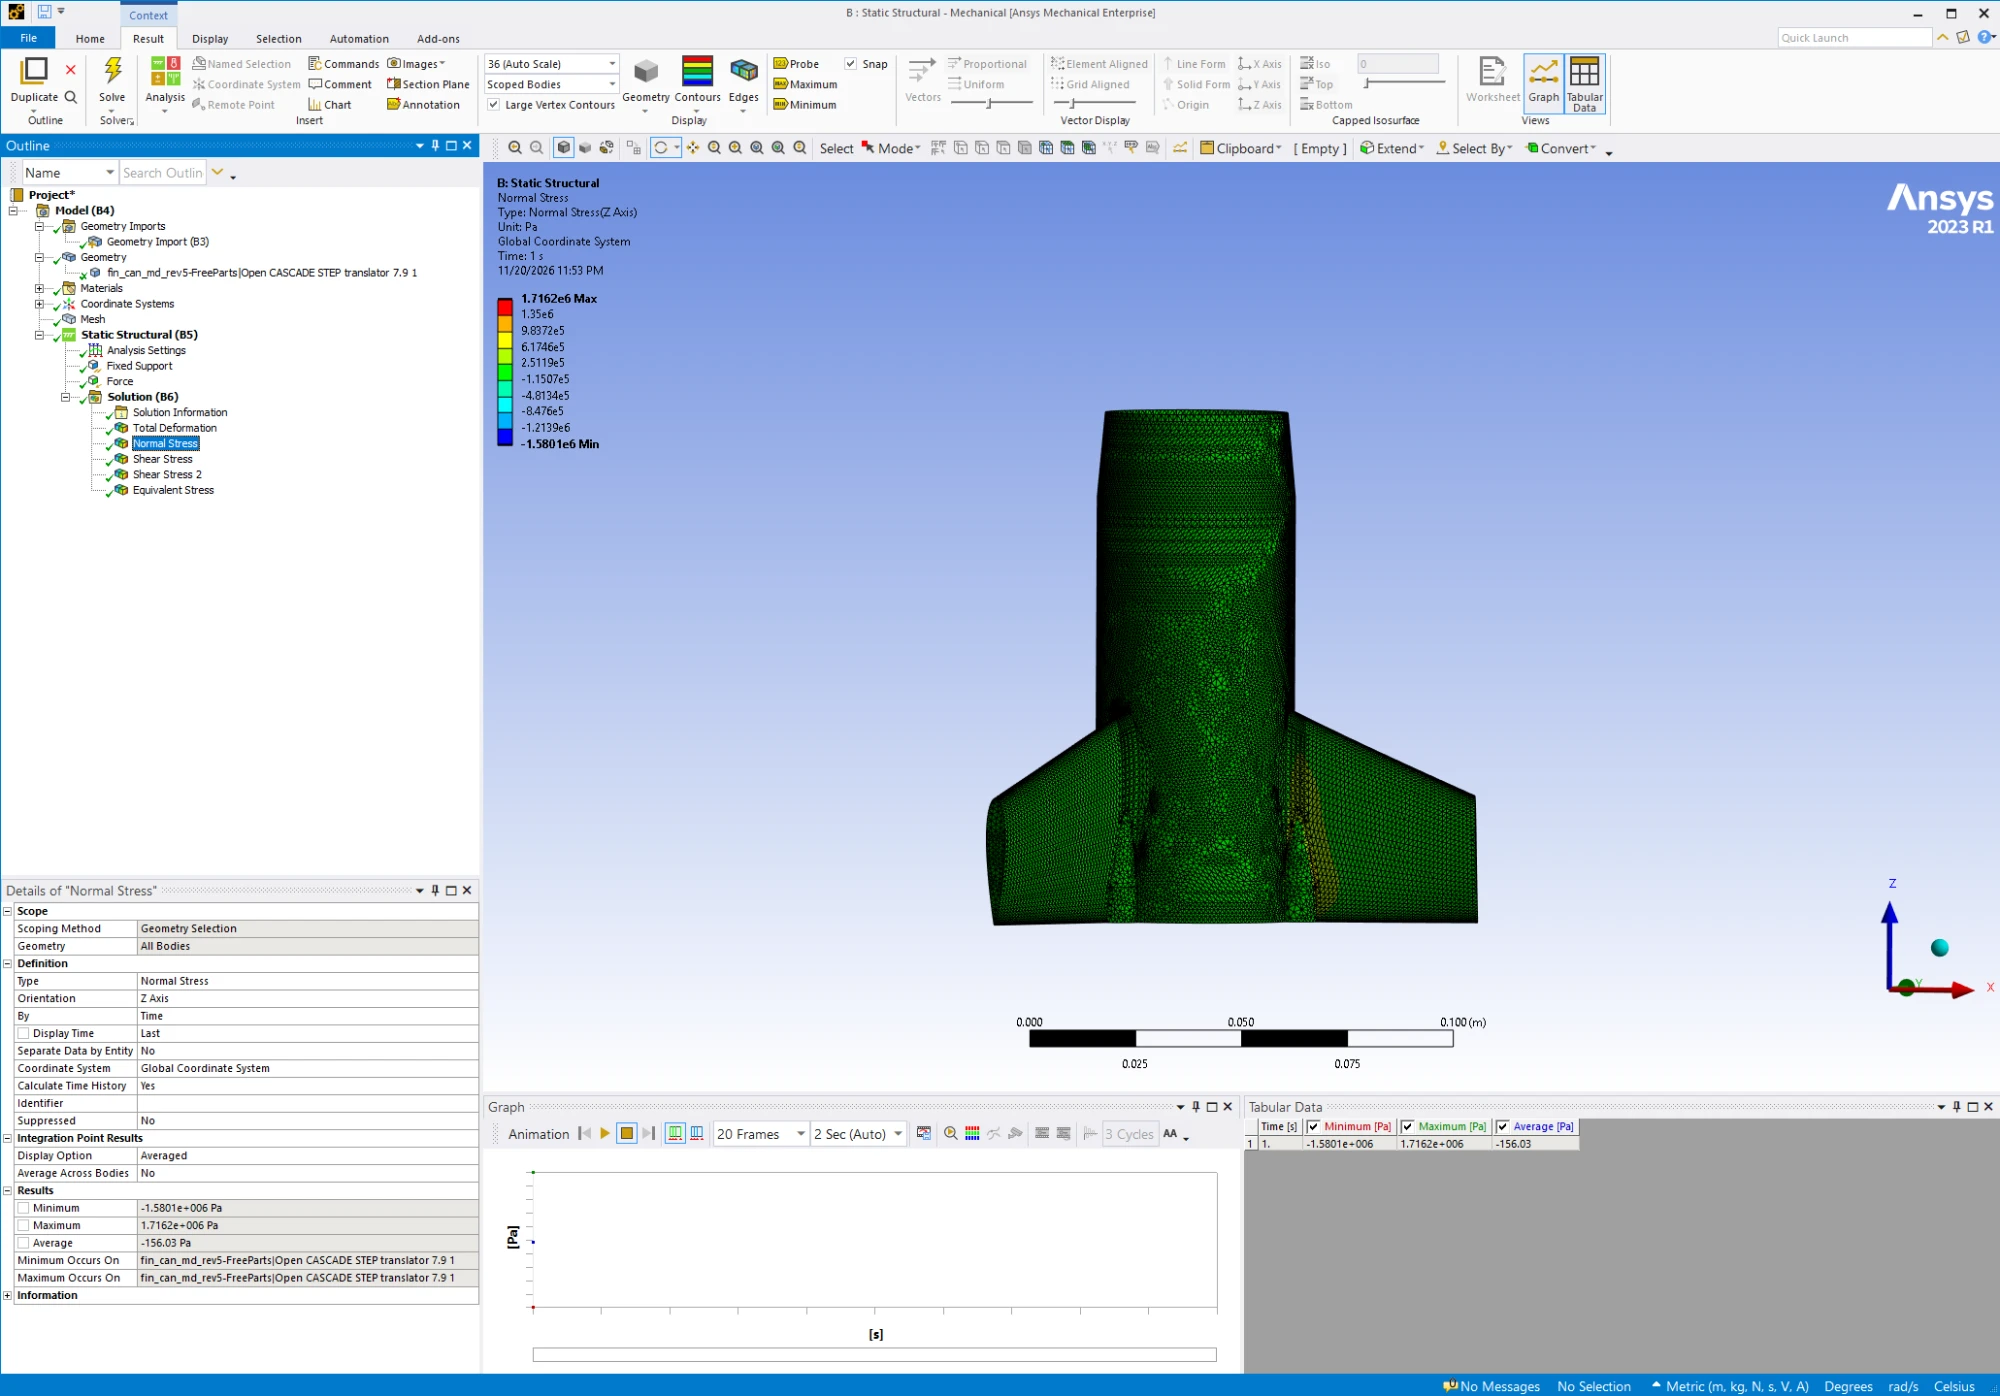 Context
B : Static Structural - Mechanical [Ansys Mechanical Enterprise]
File Home Result Display Selection Automation Add-ons
Quick Launch
Duplicate
Outline
Solve
Solver
Analysis
Named Selection
Coordinate System
Remote Point
Commands
Comment
Chart
Images
Section Plane
Annotation
Insert
36 (Auto Scale)
Scoped Bodies
Large Vertex Contours
Geometry
Contours
Edges
Display
Probe
Maximum
Minimum
Snap
Vectors
Proportional
Uniform
Element Aligned
Grid Aligned
Line Form
Solid Form
Origin
X Axis
Y Axis
Z Axis
Vector Display
Iso
Top
Bottom
0
Capped Isosurface
Worksheet
Graph
Tabular Data
Views
Outline
Name
Search Outlin
Select Mode Clipboard [ Empty ] Extend Select By Convert
Project*
Model (B4)
Geometry Imports
Geometry Import (B3)
Geometry
fin_can_md_rev5-FreeParts|Open CASCADE STEP translator 7.9 1
Materials
Coordinate Systems
Mesh
Static Structural (B5)
Analysis Settings
Fixed Support
Force
Solution (B6)
Solution Information
Total Deformation
Normal Stress
Shear Stress
Shear Stress 2
Equivalent Stress
B: Static Structural
Normal Stress
Type: Normal Stress(Z Axis)
Unit: Pa
Global Coordinate System
Time: 1 s
11/20/2026 11:53 PM
1.7162e6 Max
1.35e6
9.8372e5
6.1746e5
2.5119e5
-1.1507e5
-4.8134e5
-8.476e5
-1.2139e6
-1.5801e6 Min
Ansys
2023 R1
Z
Y
X
0.000 0.050 0.100 (m)
0.025 0.075
Details of "Normal Stress"
Scope
Scoping Method Geometry Selection
Geometry All Bodies
Definition
Type Normal Stress
Orientation Z Axis
By Time
Display Time Last
Separate Data by Entity No
Coordinate System Global Coordinate System
Calculate Time History Yes
Identifier
Suppressed No
Integration Point Results
Display Option Averaged
Average Across Bodies No
Results
Minimum -1.5801e+006 Pa
Maximum 1.7162e+006 Pa
Average -156.03 Pa
Minimum Occurs On fin_can_md_rev5-FreeParts|Open CASCADE STEP translator 7.9 1
Maximum Occurs On fin_can_md_rev5-FreeParts|Open CASCADE STEP translator 7.9 1
Information
Graph
Animation 20 Frames 2 Sec (Auto) 3 Cycles AA
[Pa]
[s]
Tabular Data
Time [s] Minimum [Pa] Maximum [Pa] Average [Pa]
1 1. -1.5801e+006 1.7162e+006 -156.03
No Messages No Selection Metric (m, kg, N, s, V, A) Degrees rad/s Celsius